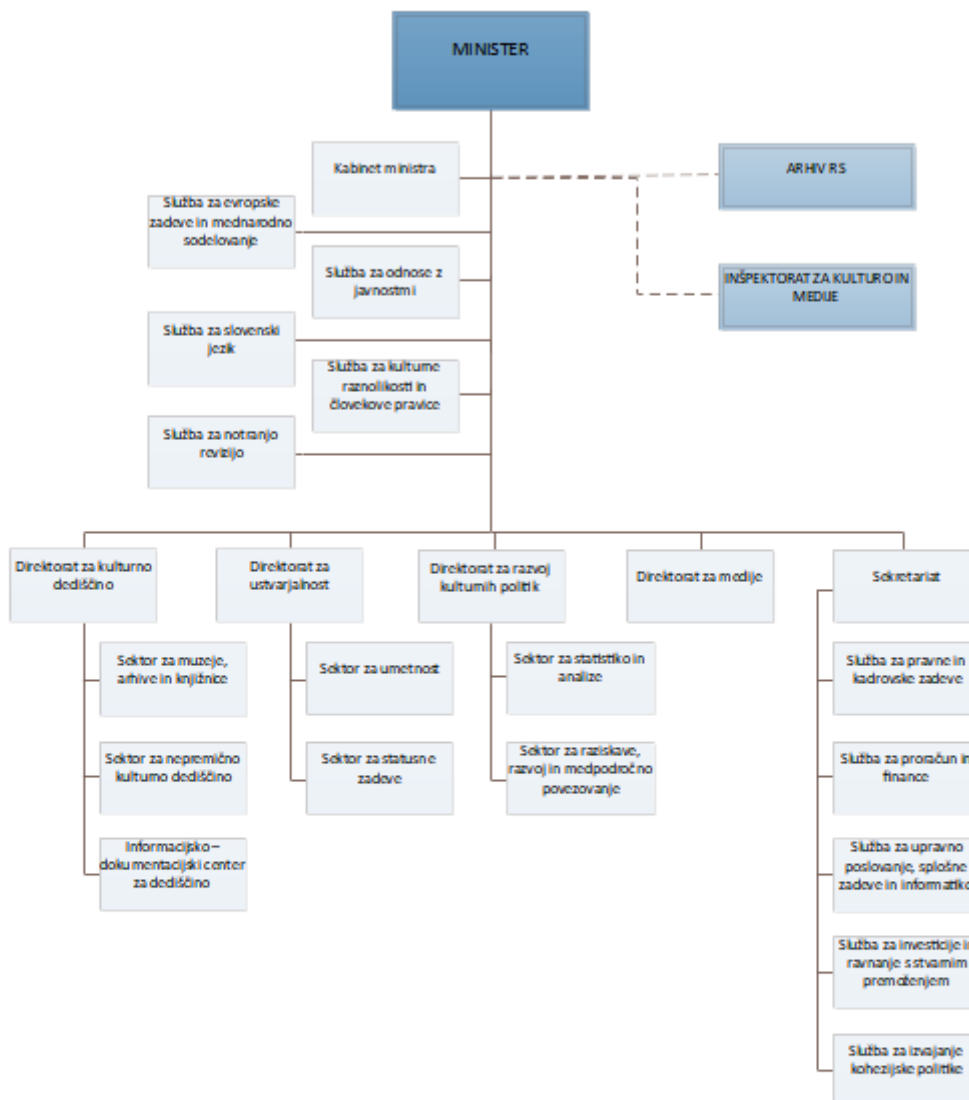 MINISTER
Kabinet ministra
ARHIV RS
Služba za evropske
zadeve in mednarodno
sodelovanje
Služba za odnose z
javnostmi
INŠPEKTORAT ZA KULTURO IN
MEDIJE
Služba za slovenski
jezik
Služba za kulturne
raznolikosti in
človekove pravice
Služba za notranjo
revizijo
Direktorat za kulturno
dediščino
Direktorat za
ustvarjalnost
Direktorat za razvoj
kulturnih politik
Direktorat za medije
Sekretariat
Sektor za muzeje,
arhive in knjižnice
Sektor za umetnost
Sektor za statistiko in
analize
Služba za pravne in
kadrovske zadeve
Sektor za nepremično
kulturno dediščino
Sektor za statusne
zadeve
Sektor za raziskave,
razvoj in medpodročno
povezovanje
Služba za proračun in
finance
Informacijsko –
dokumentacijski center
za dediščino
Služba za upravno
poslovanje, splošne
zadeve in informatiko
Služba za investicije in
ravnanje s stvarnim
premoženjem
Služba za izvajanje
kohezijske politike